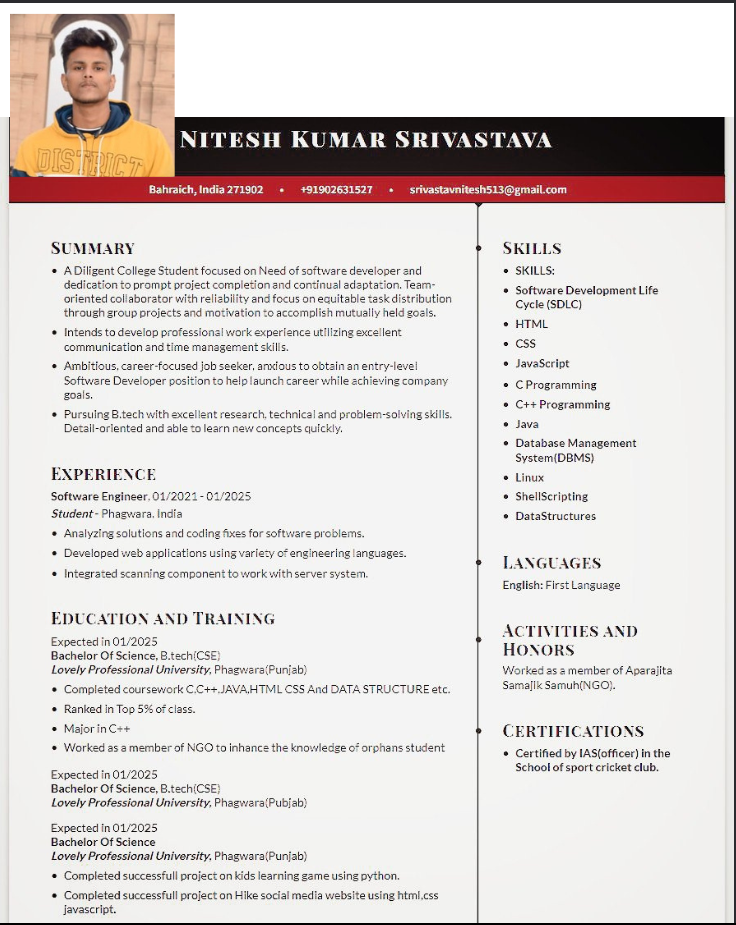 DISTRICT
NITESH KUMAR SRIVASTAVA
Bahraich, India 271902 • +91902631527 • srivastavnitesh513@gmail.com
SUMMARY
• A Diligent College Student focused on Need of software developer and
dedication to prompt project completion and continual adaptation. Team-
oriented collaborator with reliability and focus on equitable task distribution
through group projects and motivation to accomplish mutually held goals.
• Intends to develop professional work experience utilizing excellent
communication and time management skills.
• Ambitious, career-focused job seeker, anxious to obtain an entry-level
Software Developer position to help launch career while achieving company
goals.
• Pursuing B.tech with excellent research, technical and problem-solving skills.
Detail-oriented and able to learn new concepts quickly.
EXPERIENCE
Software Engineer, 01/2021 - 01/2025
Student - Phagwara, India
• Analyzing solutions and coding fixes for software problems.
• Developed web applications using variety of engineering languages.
• Integrated scanning component to work with server system.
EDUCATION AND TRAINING
Expected in 01/2025
Bachelor Of Science, B.tech(CSE)
Lovely Professional University, Phagwara(Punjab)
• Completed coursework C,C++,JAVA,HTML CSS And DATA STRUCTURE etc.
• Ranked in Top 5% of class.
• Major in C++
• Worked as a member of NGO to inhance the knowledge of orphans student
Expected in 01/2025
Bachelor Of Science, B.tech(CSE)
Lovely Professional University, Phagwara(Pubjab)
Expected in 01/2025
Bachelor Of Science
Lovely Professional University, Phagwara(Punjab)
• Completed successfull project on kids learning game using python.
• Completed successfull project on Hike social media website using html,css
javascript.
SKILLS
• SKILLS:
• Software Development Life
Cycle (SDLC)
• HTML
• CSS
• JavaScript
• C Programming
• C++ Programming
• Java
• Database Management
System(DBMS)
• Linux
• ShellScripting
• DataStructures
LANGUAGES
English: First Language
ACTIVITIES AND
HONORS
Worked as a member of Aparajita
Samajik Samuh(NGO).
CERTIFICATIONS
• Certified by IAS(officer) in the
School of sport cricket club.